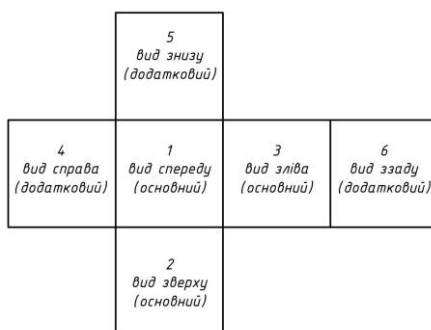 5
вид знизу
(додатковий)
4
вид справа
(додатковий)
1
вид спереду
(основний)
3
вид зліва
(основний)
6
вид ззаду
(додатковий)
2
вид зверху
(основний)